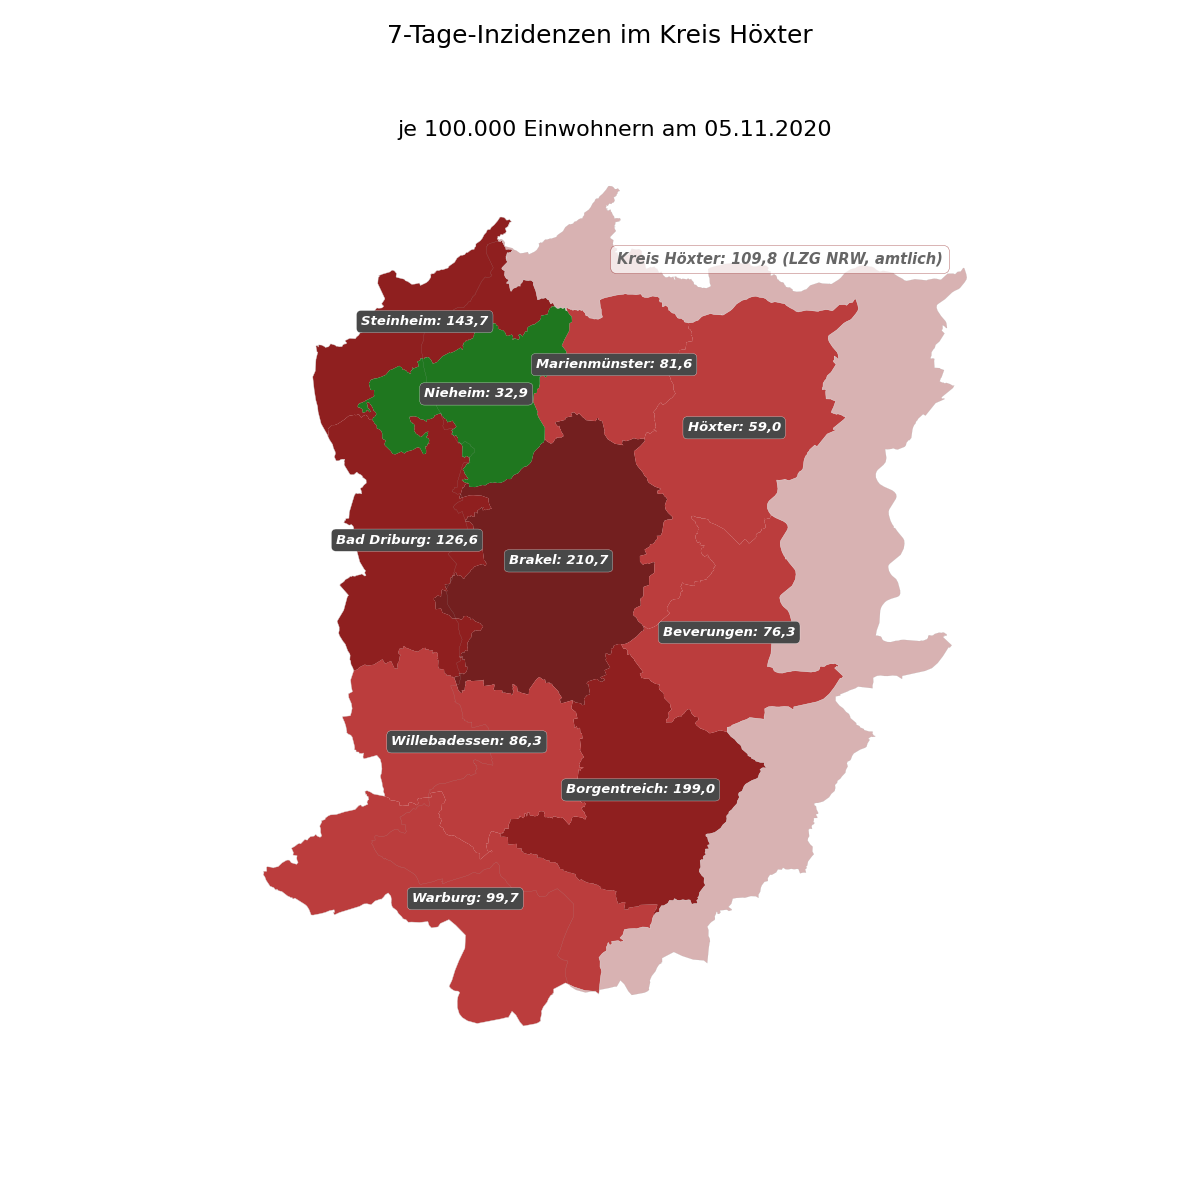 7-Tage-Inzidenzen im Kreis Höxter
je 100.000 Einwohnern am 05.11.2020
Kreis Höxter: 109,8 (LZG NRW, amtlich)
Steinheim: 143,7
Marienmünster: 81,6
Nieheim: 32,9
Höxter: 59,0
Bad Driburg: 126,6
Brakel: 210,7
Beverungen: 76,3
Willebadessen: 86,3
Borgentreich: 199,0
Warburg: 99,7